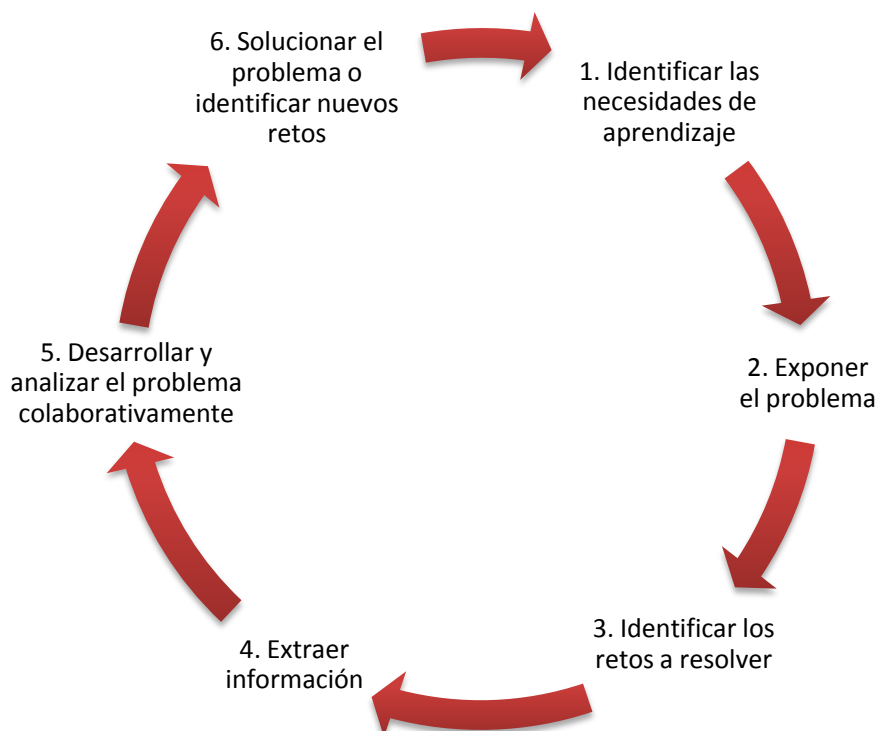 6. Solucionar el
problema o
identificar nuevos
retos
1. Identificar las
necesidades de
aprendizaje
2. Exponer
el problema
3. Identificar los
retos a resolver
4. Extraer
información
5. Desarrollar y
analizar el problema
colaborativamente